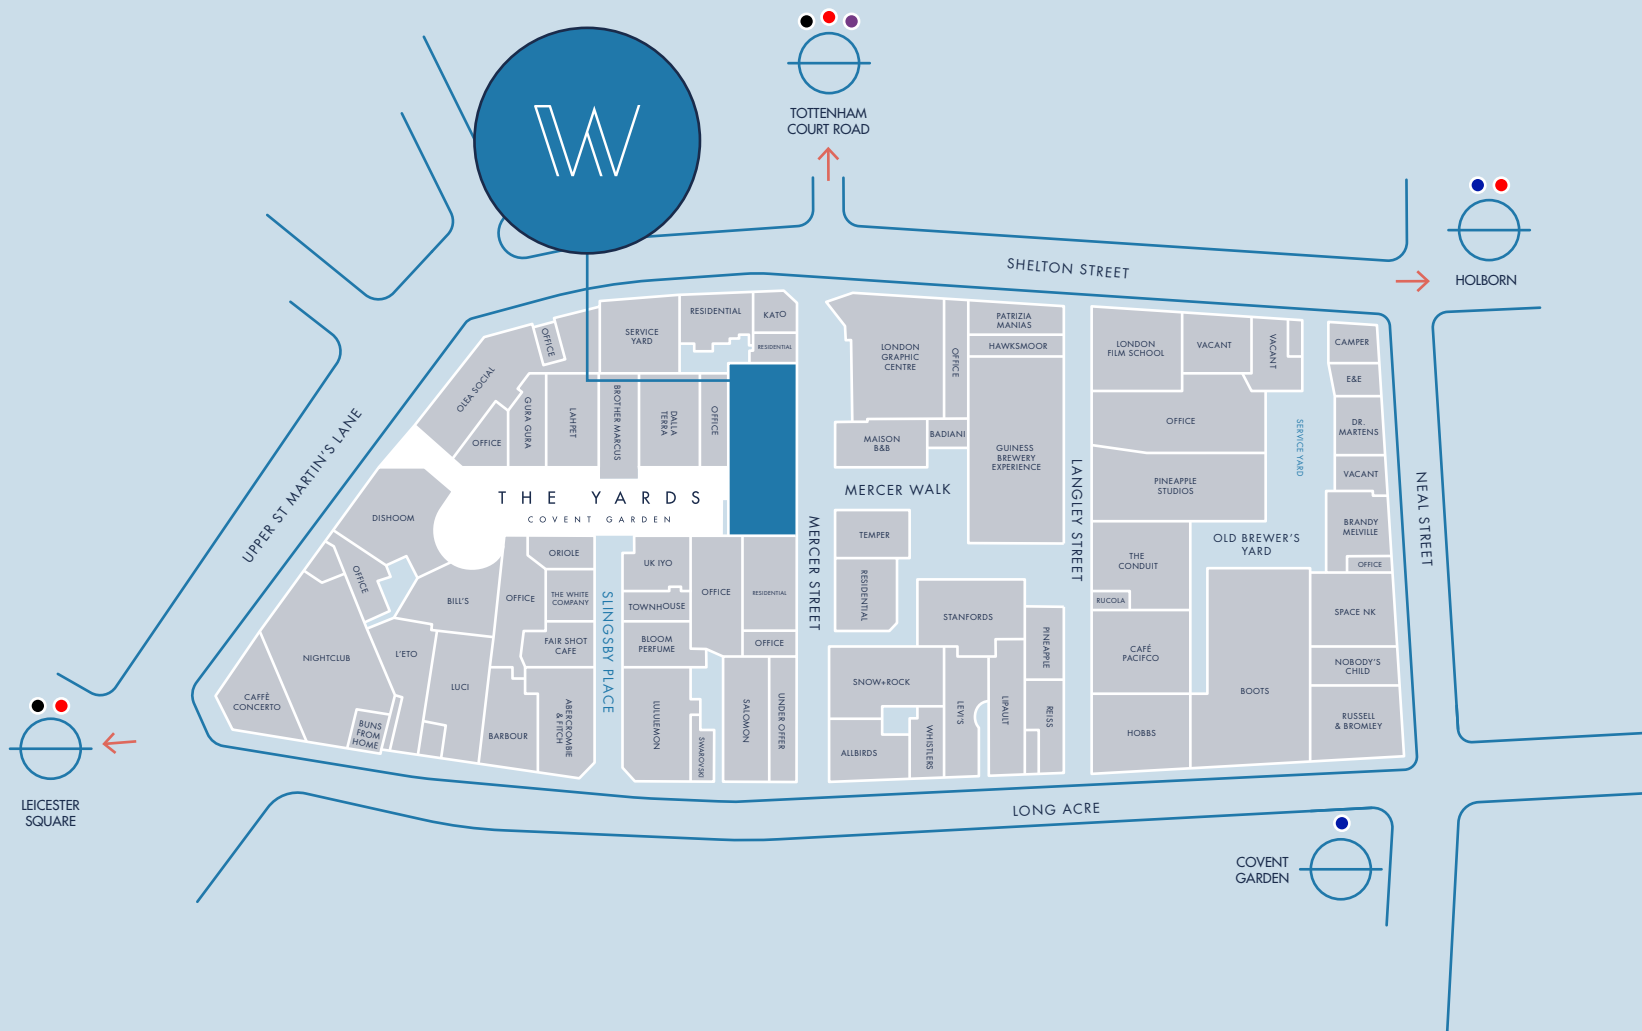 W
TOTTENHAM
COURT ROAD
HOLBORN
SHELTON STREET
UPPER ST MARTIN'S LANE
LEICESTER
SQUARE
COVENT
GARDEN
LONG ACRE
NEAL STREET
MERCER STREET
LANGLEY STREET
MERCER WALK
SLINGSBY PLACE
OLD BREWER'S
YARD
SERVICE YARD
THE YARDS
COVENT GARDEN
OFFICE
SERVICE
YARD
RESIDENTIAL
KATO
RESIDENTIAL
OLEA SOCIAL
OFFICE
GURA GURA
LAHPET
BROTHER MARCUS
DALLA
TERRA
OFFICE
DISHOOM
OFFICE
BILL'S
OFFICE
ORIOLE
THE WHITE
COMPANY
FAIR SHOT
CAFE
UK IYO
TOWNHOUSE
BLOOM
PERFUME
OFFICE
RESIDENTIAL
OFFICE
NIGHTCLUB
L'ETO
LUCI
CAFFÈ
CONCERTO
BUNS
FROM
HOME
BARBOUR
ABERCROMBIE
& FITCH
LULULEMON
SWAROVSKI
SALOMON
UNDER OFFER
LONDON
GRAPHIC
CENTRE
OFFICE
PATRIZIA
MANIAS
HAWKSMOOR
MAISON
B&B
BADIANI
GUINESS
BREWERY
EXPERIENCE
TEMPER
RESIDENTIAL
STANFORDS
PINEAPPLE
SNOW+ROCK
ALLBIRDS
WHISTLERS
LEVI'S
LIPAULT
REISS
LONDON
FILM SCHOOL
VACANT
VACANT
OFFICE
PINEAPPLE
STUDIOS
THE
CONDUIT
RUCOLA
CAFÉ
PACIFCO
HOBBS
BOOTS
CAMPER
E&E
DR.
MARTENS
VACANT
BRANDY
MELVILLE
OFFICE
SPACE NK
NOBODY'S
CHILD
RUSSELL
& BROMLEY